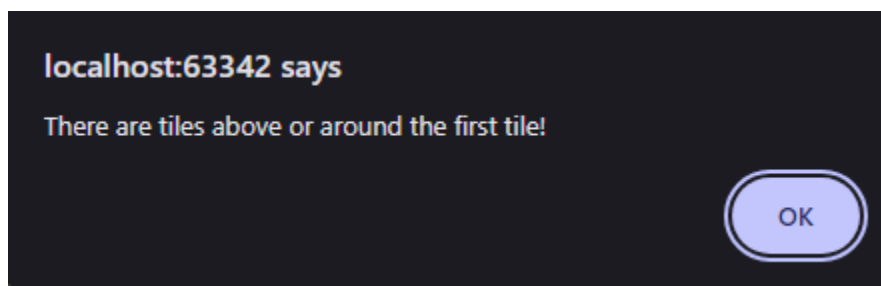 localhost:63342 says
There are tiles above or around the first tile!
OK